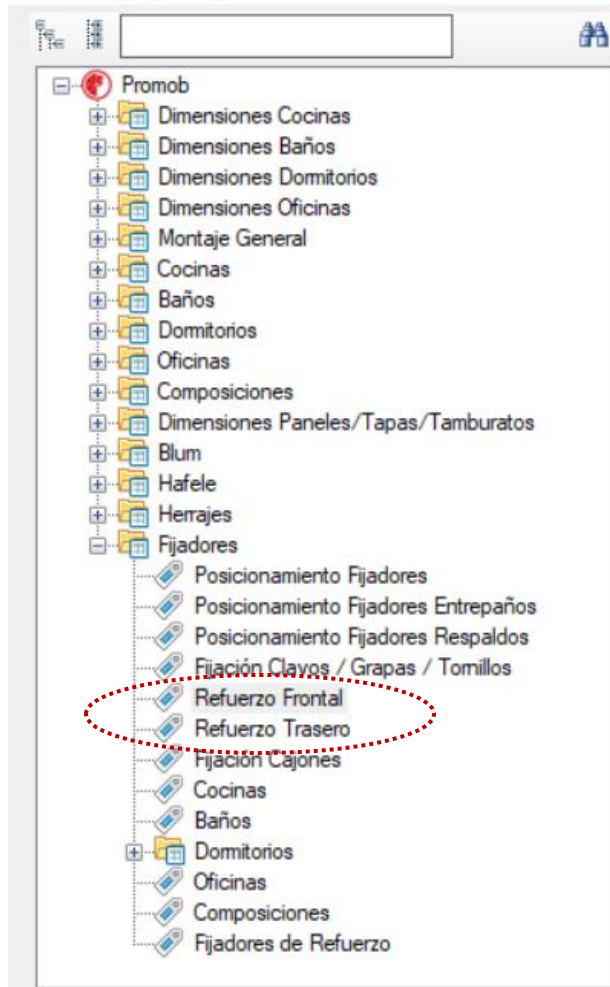 Promob
Dimensiones Cocinas
Dimensiones Baños
Dimensiones Dormitorios
Dimensiones Oficinas
Montaje General
Cocinas
Baños
Dormitorios
Oficinas
Composiciones
Dimensiones Paneles/Tapas/Tamburatos
Blum
Hafele
Herrajes
Fijadores
Posicionamiento Fijadores
Posicionamiento Fijadores Entrepaños
Posicionamiento Fijadores Respaldos
Fijación Clavos / Grapas / Tornillos
Refuerzo Frontal
Refuerzo Trasero
Fijación Cajones
Cocinas
Baños
Dormitorios
Oficinas
Composiciones
Fijadores de Refuerzo